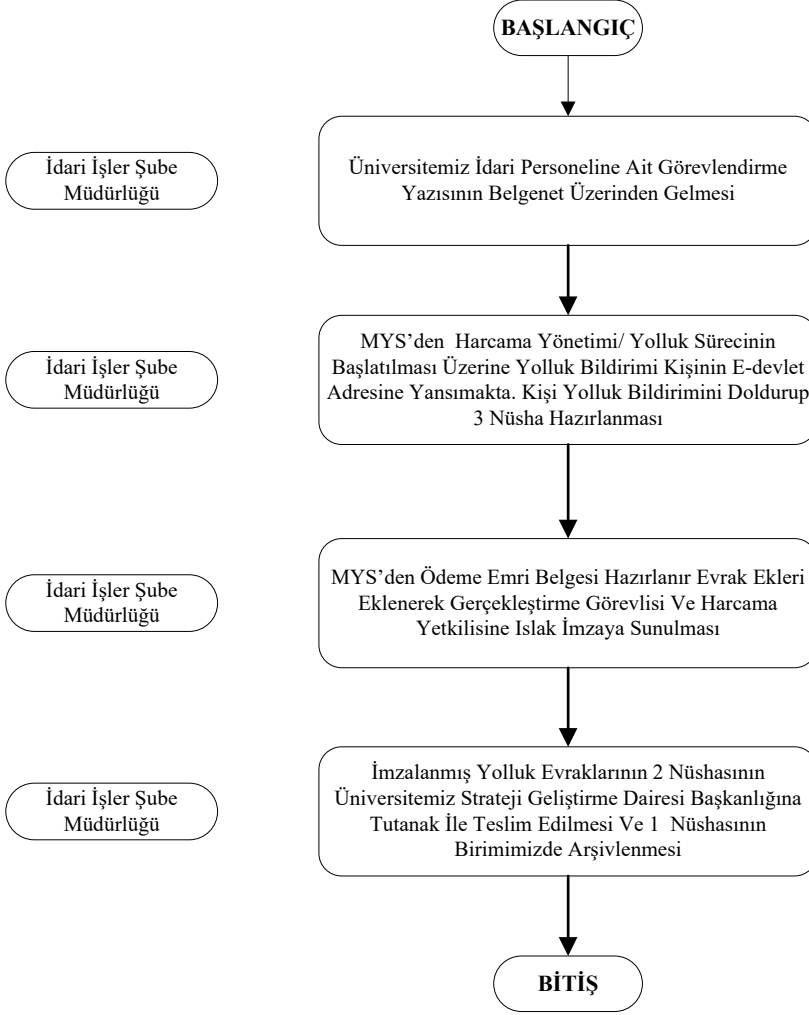 BAŞLANGIÇ
İdari İşler Şube
Müdürlüğü
Üniversitemiz İdari Personeline Ait Görevlendirme
Yazısının Belgenet Üzerinden Gelmesi
İdari İşler Şube
Müdürlüğü
MYS’den Harcama Yönetimi/ Yolluk Sürecinin
Başlatılması Üzerine Yolluk Bildirimi Kişinin E-devlet
Adresine Yansımakta. Kişi Yolluk Bildirimini Doldurup
3 Nüsha Hazırlanması
İdari İşler Şube
Müdürlüğü
MYS’den Ödeme Emri Belgesi Hazırlanır Evrak Ekleri
Eklenerek Gerçekleştirme Görevlisi Ve Harcama
Yetkilisine Islak İmzaya Sunulması
İdari İşler Şube
Müdürlüğü
İmzalanmış Yolluk Evraklarının 2 Nüshasının
Üniversitemiz Strateji Geliştirme Dairesi Başkanlığına
Tutanak İle Teslim Edilmesi Ve 1 Nüshasının
Birimimizde Arşivlenmesi
BİTİŞ